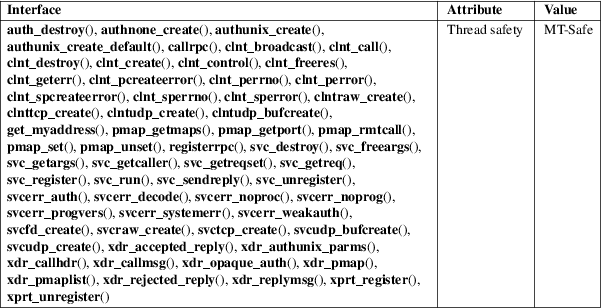 Interface Attribute Value
auth_destroy(), authnone_create(), authunix_create(), Thread safety MT-Safe
authunix_create_default(), callrpc(), clnt_broadcast(), clnt_call(),
clnt_destroy(), clnt_create(), clnt_control(), clnt_freeres(),
clnt_geterr(), clnt_pcreateerror(), clnt_perrno(), clnt_perror(),
clnt_spcreateerror(), clnt_sperrno(), clnt_sperror(), clntraw_create(),
clnttcp_create(), clntudp_create(), clntudp_bufcreate(),
get_myaddress(), pmap_getmaps(), pmap_getport(), pmap_rmtcall(),
pmap_set(), pmap_unset(), registerrpc(), svc_destroy(), svc_freeargs(),
svc_getargs(), svc_getcaller(), svc_getreqset(), svc_getreq(),
svc_register(), svc_run(), svc_sendreply(), svc_unregister(),
svcerr_auth(), svcerr_decode(), svcerr_noproc(), svcerr_noprog(),
svcerr_progvers(), svcerr_systemerr(), svcerr_weakauth(),
svcfd_create(), svcraw_create(), svctcp_create(), svcudp_bufcreate(),
svcudp_create(), xdr_accepted_reply(), xdr_authunix_parms(),
xdr_callhdr(), xdr_callmsg(), xdr_opaque_auth(), xdr_pmap(),
xdr_pmaplist(), xdr_rejected_reply(), xdr_replymsg(), xprt_register(),
xprt_unregister()